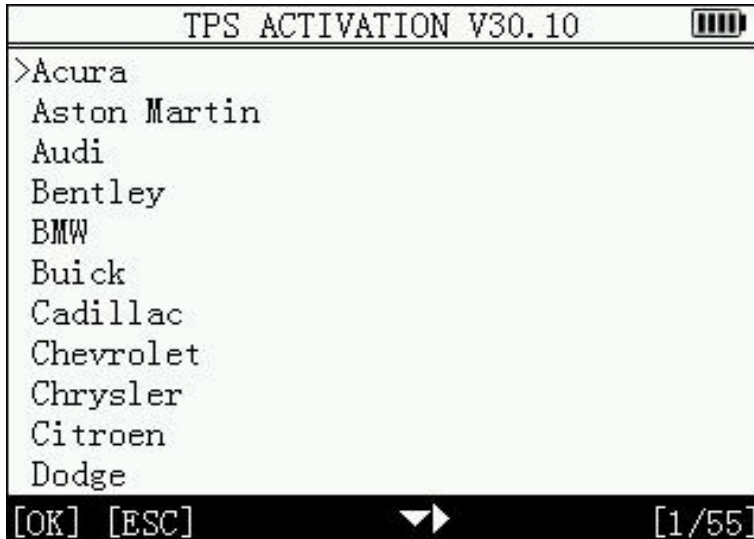 TPS ACTIVATION V30.10
>Acura
Aston Martin
Audi
Bentley
BMW
Buick
Cadillac
Chevrolet
Chrysler
Citroen
Dodge
[OK] [ESC] [1/55]